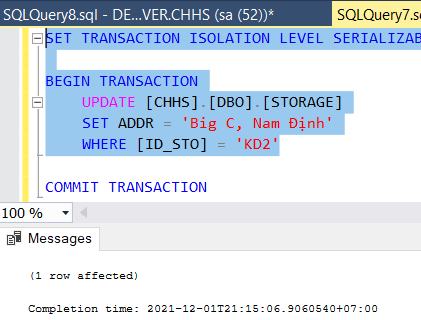 SQLQuery8.sql - DE...VER.CHHS (sa (52))* SQLQuery7.s
SET TRANSACTION ISOLATION LEVEL SERIALIZAB
BEGIN TRANSACTION
UPDATE [CHHS].[DBO].[STORAGE]
SET ADDR = 'Big C, Nam Định'
WHERE [ID_STO] = 'KD2'
COMMIT TRANSACTION
100 %
Messages
(1 row affected)
Completion time: 2021-12-01T21:15:06.9060540+07:00